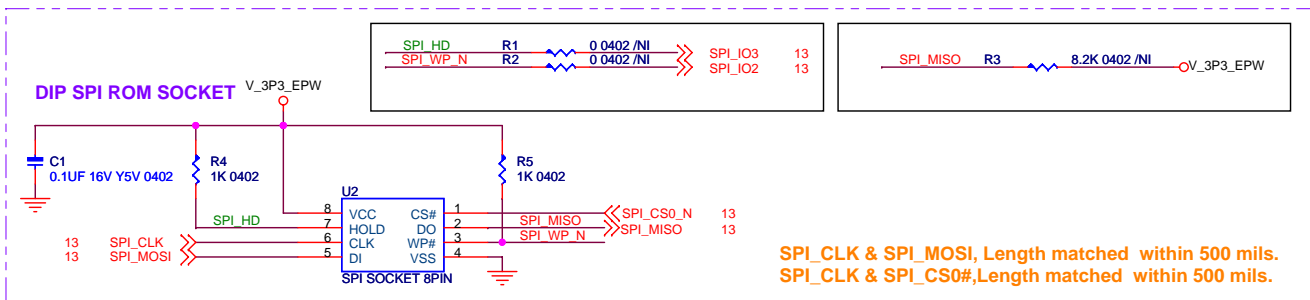 SPI_HD R1 0 0402 /NI SPI_IO3 13
SPI_WP_N R2 0 0402 /NI SPI_IO2 13
SPI_MISO R3 8.2K 0402 /NI V_3P3_EPW
DIP SPI ROM SOCKET V_3P3_EPW
C1
0.1UF 16V Y5V 0402
R4
1K 0402
R5
1K 0402
U2
8 VCC CS# 1 SPI_CS0_N 13
SPI_HD 7 HOLD DO 2 SPI_MISO SPI_MISO 13
13 SPI_CLK 6 CLK WP# 3 SPI_WP_N
13 SPI_MOSI 5 DI VSS 4
SPI SOCKET 8PIN
SPI_CLK & SPI_MOSI, Length matched within 500 mils.
SPI_CLK & SPI_CS0#,Length matched within 500 mils.